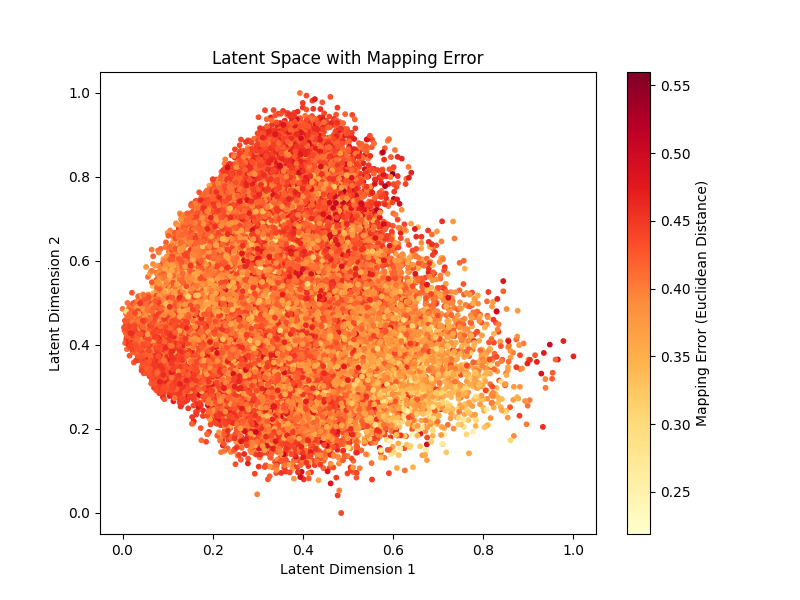 Latent Space with Mapping Error
1.0
0.8
0.6
0.4
0.2
0.0
Latent Dimension 2
0.0 0.2 0.4 0.6 0.8 1.0
Latent Dimension 1
0.55
0.50
0.45
0.40
0.35
0.30
0.25
Mapping Error (Euclidean Distance)